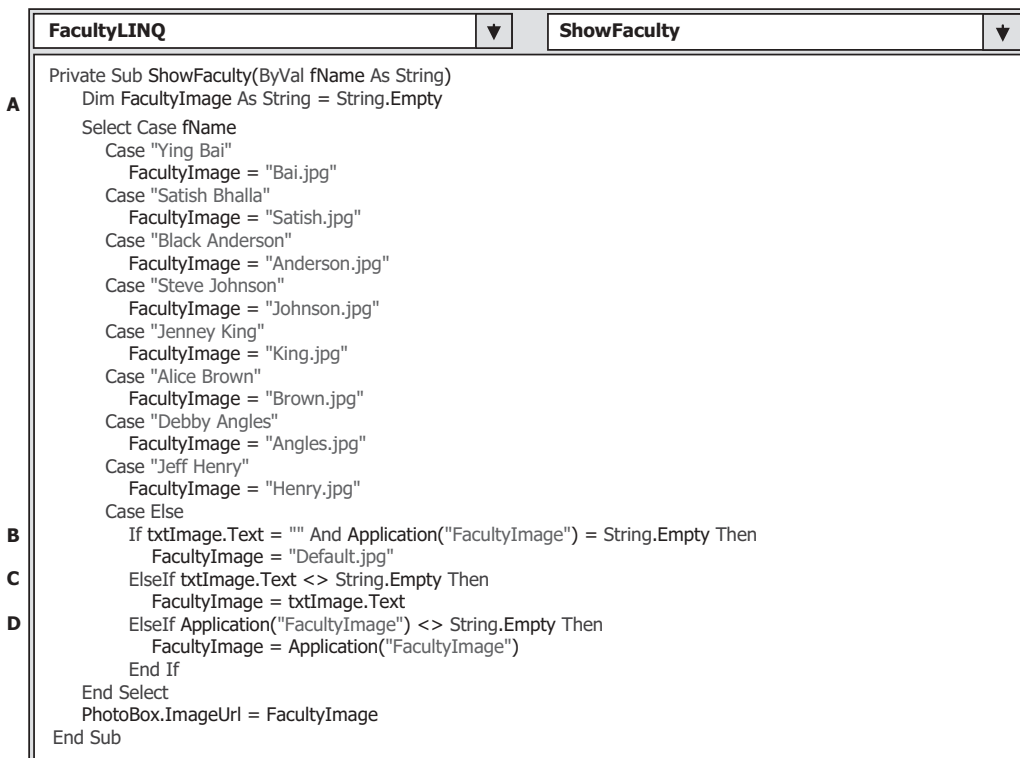 FacultyLINQ ShowFaculty
Private Sub ShowFaculty(ByVal fName As String)
A Dim FacultyImage As String = String.Empty
Select Case fName
Case "Ying Bai"
FacultyImage = "Bai.jpg"
Case "Satish Bhalla"
FacultyImage = "Satish.jpg"
Case "Black Anderson"
FacultyImage = "Anderson.jpg"
Case "Steve Johnson"
FacultyImage = "Johnson.jpg"
Case "Jenney King"
FacultyImage = "King.jpg"
Case "Alice Brown"
FacultyImage = "Brown.jpg"
Case "Debby Angles"
FacultyImage = "Angles.jpg"
Case "Jeff Henry"
FacultyImage = "Henry.jpg"
Case Else
B If txtImage.Text = "" And Application("FacultyImage") = String.Empty Then
FacultyImage = "Default.jpg"
C ElseIf txtImage.Text <> String.Empty Then
FacultyImage = txtImage.Text
D ElseIf Application("FacultyImage") <> String.Empty Then
FacultyImage = Application("FacultyImage")
End If
End Select
PhotoBox.ImageUrl = FacultyImage
End Sub